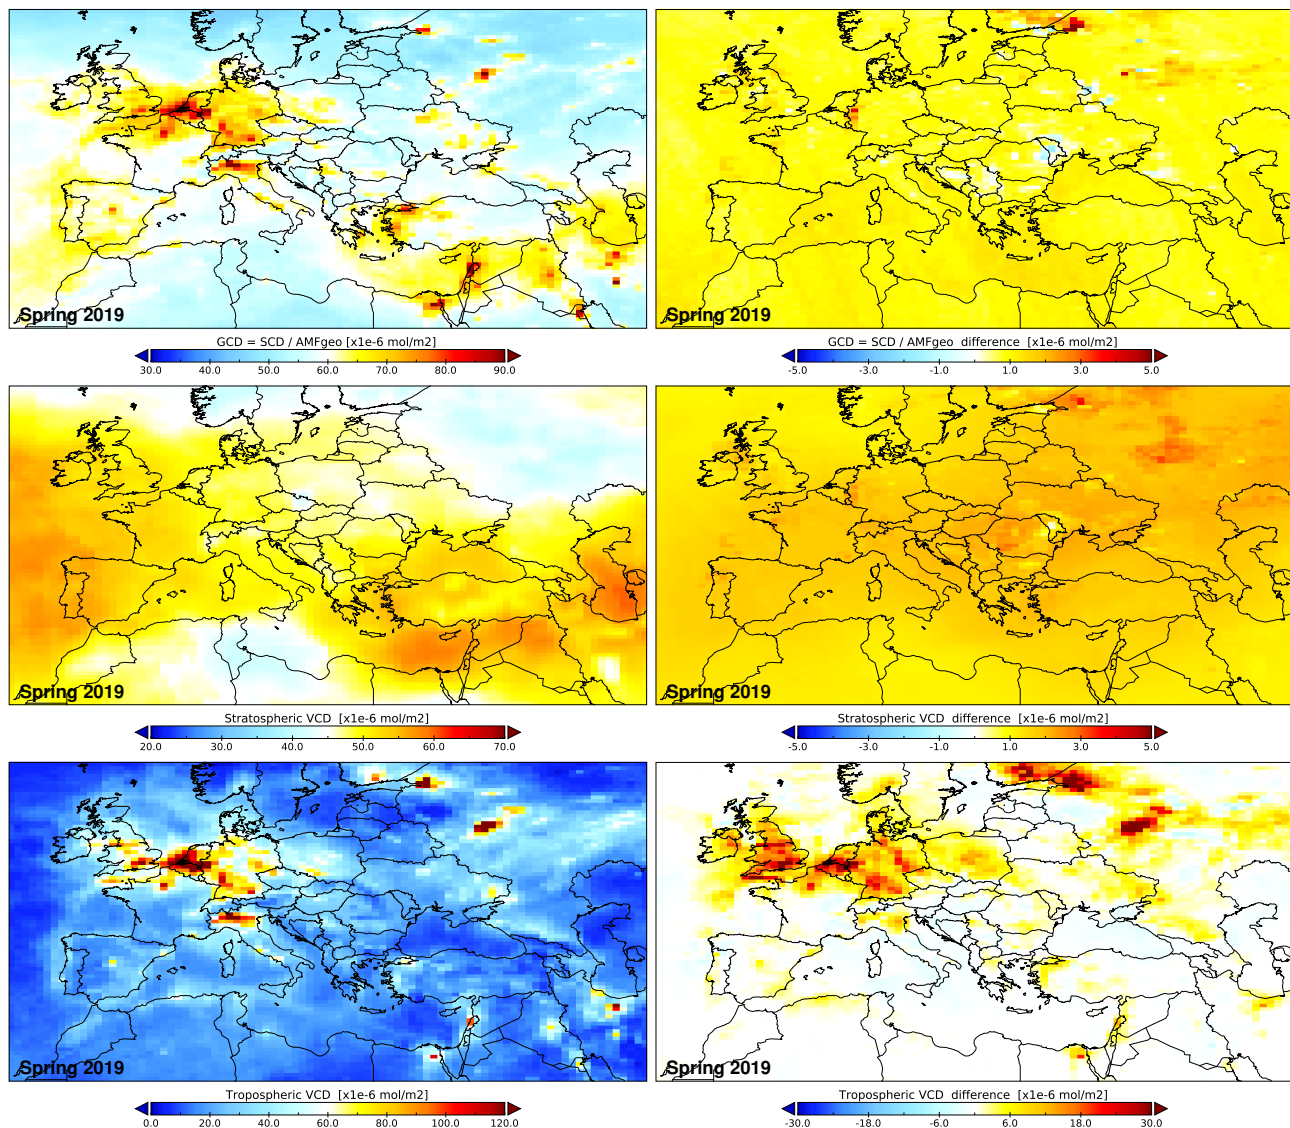 Spring 2019
GCD = SCD / AMFgeo [x1e-6 mol/m2]
30.0 40.0 50.0 60.0 70.0 80.0 90.0
GCD = SCD / AMFgeo difference [x1e-6 mol/m2]
-5.0 -3.0 -1.0 1.0 3.0 5.0
Spring 2019
Stratospheric VCD [x1e-6 mol/m2]
20.0 30.0 40.0 50.0 60.0 70.0
Stratospheric VCD difference [x1e-6 mol/m2]
-5.0 -3.0 -1.0 1.0 3.0 5.0
Spring 2019
Spring 2019
Tropospheric VCD [x1e-6 mol/m2]
0.0 20.0 40.0 60.0 80.0 100.0 120.0
Spring 2019
Tropospheric VCD difference [x1e-6 mol/m2]
-30.0 -18.0 -6.0 6.0 18.0 30.0